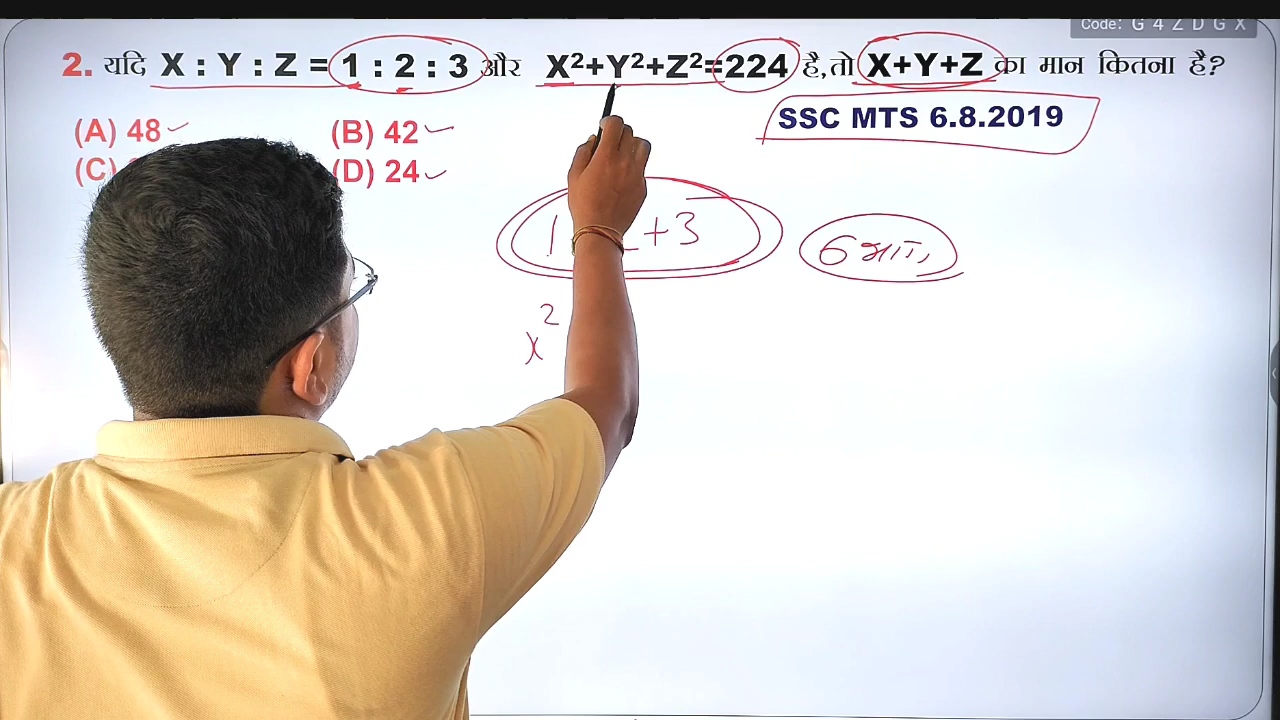 Code: G 4 Z D G X
2. यदि X : Y : Z = 1 : 2 : 3 और X²+Y²+Z²=224 है, तो X+Y+Z का मान कितना है?
SSC MTS 6.8.2019
(A) 48 (B) 42
(C) (D) 24
1 +3
6 भाग
x²